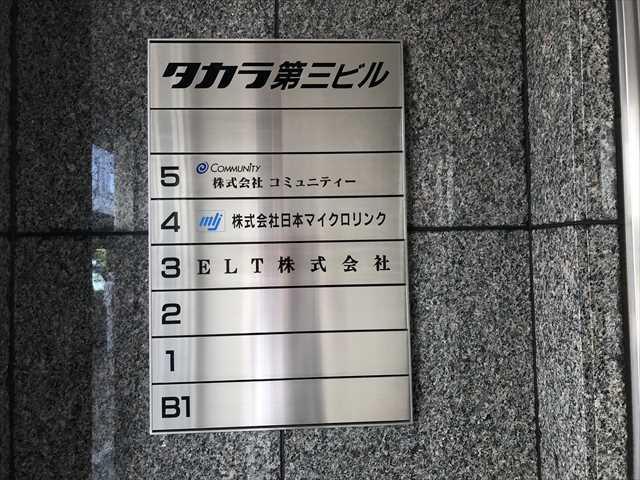 タカラ第三ビル
5 COMMUNITY
株式会社 コミュニティー
4 mlj 株式会社日本マイクロリンク
3 ELT株式会社
2
1
B1